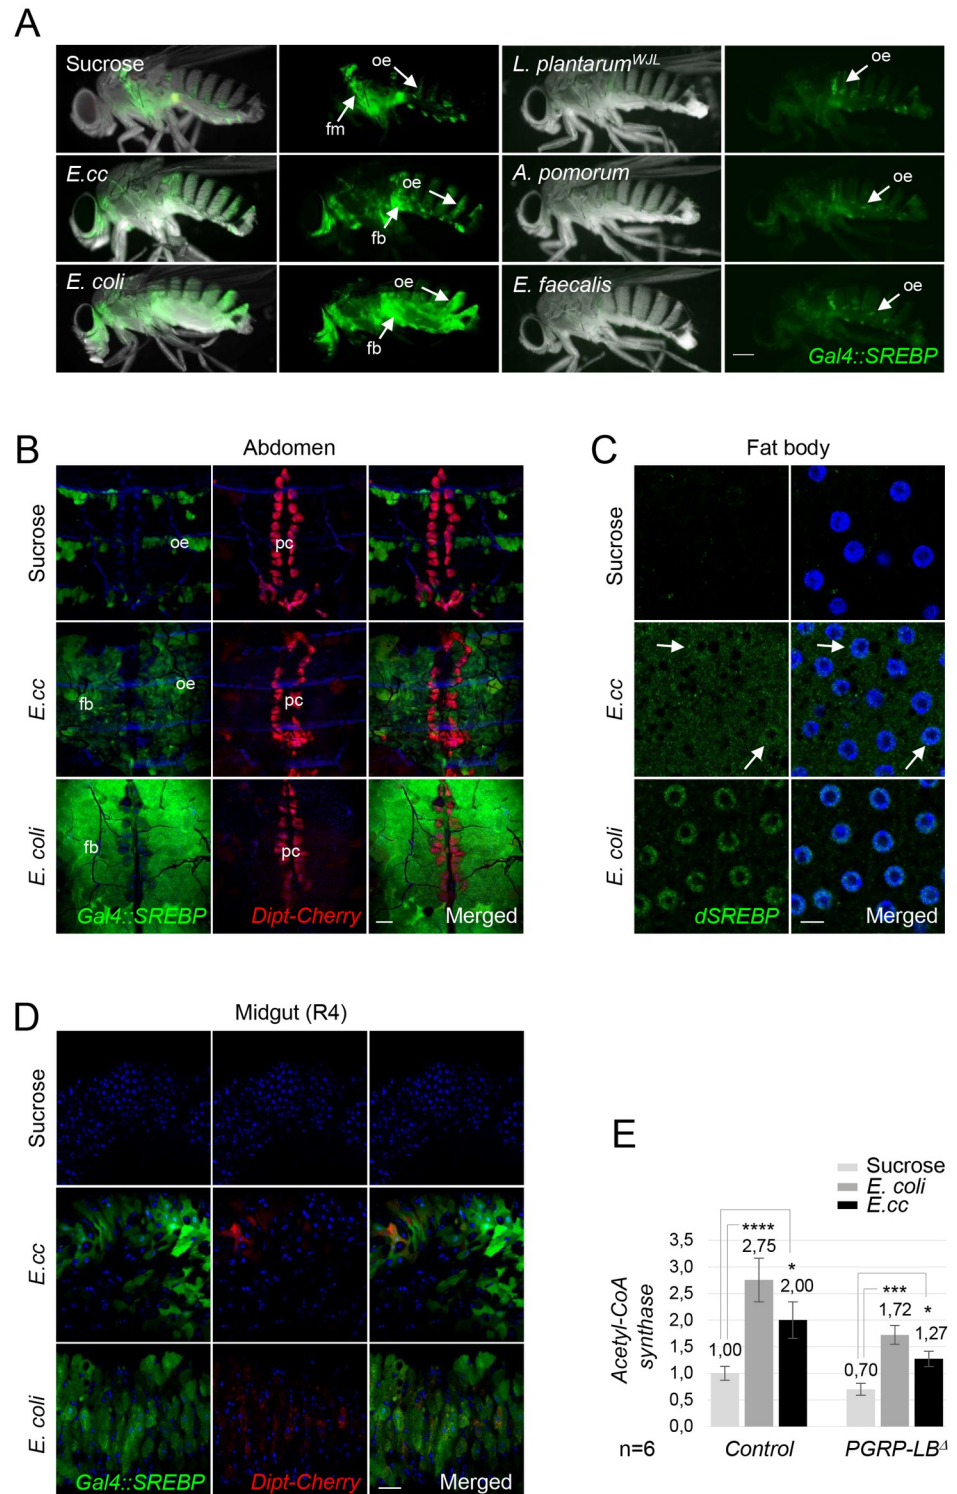 A
Sucrose
oe
fm
L. plantarum^WJL
oe
E.cc
oe
fb
A. pomorum
oe
E. coli
oe
fb
E. faecalis
oe
Gal4::SREBP
B
Abdomen
Sucrose
oe
pc
E.cc
fb
oe
pc
E. coli
fb
pc
Gal4::SREBP
Dipt-Cherry
Merged
C
Fat body
Sucrose
E.cc
E. coli
dSREBP
Merged
D
Midgut (R4)
Sucrose
E.cc
E. coli
Gal4::SREBP
Dipt-Cherry
Merged
E
Sucrose
E. coli
E.cc
Acetyl-CoA
synthase
3,5
3,0
2,5
2,0
1,5
1,0
0,5
0,0
****
2,75
*
2,00
1,00
***
1,72
*
1,27
0,70
n=6
Control
PGRP-LB^Δ